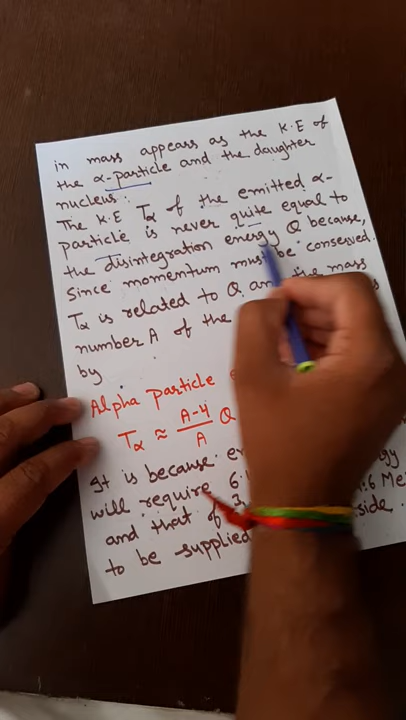 in mass appears as the K.E of
the α-particle and the daughter
nucleus.
The K.E Tα of the emitted α-
particle is never quite equal to
the disintegration energy Q because,
since momentum must be conserved.
Tα is related to Q and the mass
number A of the
by
Alpha particle
Tα ≈ A-4/A Q
It is because
will require 6.
and that of 3
to be supplied side.